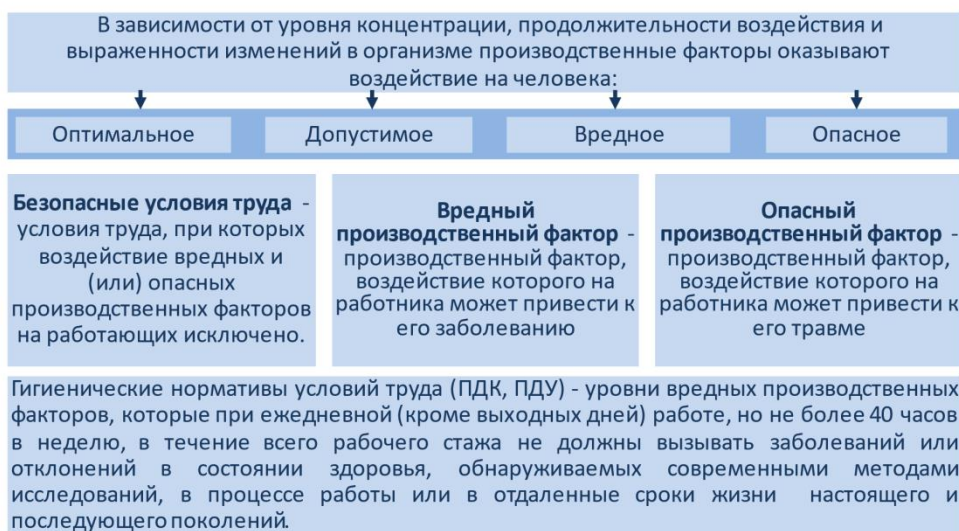 В зависимости от уровня концентрации, продолжительности воздействия и
выраженности изменений в организме производственные факторы оказывают
воздействие на человека:
Оптимальное
Допустимое
Вредное
Опасное
Безопасные условия труда -
условия труда, при которых
воздействие вредных и
(или) опасных
производственных факторов
на работающих исключено.
Вредный
производственный фактор -
производственный фактор,
воздействие которого на
работника может привести к
его заболеванию
Опасный
производственный фактор -
производственный фактор,
воздействие которого на
работника может привести к
его травме
Гигиенические нормативы условий труда (ПДК, ПДУ) - уровни вредных производственных
факторов, которые при ежедневной (кроме выходных дней) работе, но не более 40 часов
в неделю, в течение всего рабочего стажа не должны вызывать заболеваний или
отклонений в состоянии здоровья, обнаруживаемых современными методами
исследований, в процессе работы или в отдаленные сроки жизни настоящего и
последующего поколений.